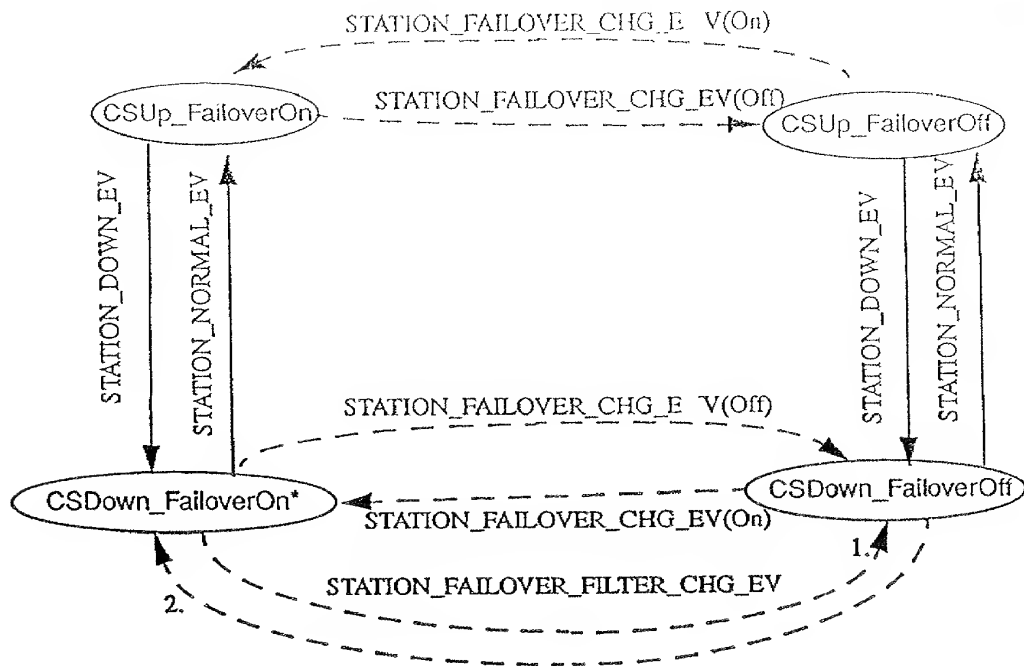 STATION_FAILOVER_CHG_E V(On)
CSUp_FailoverOn
STATION_FAILOVER_CHG_EV(Off)
CSUp_FailoverOff
STATION_DOWN_EV
STATION_NORMAL_EV
STATION_DOWN_EV
STATION_NORMAL_EV
STATION_FAILOVER_CHG_E V(Off)
CSDown_FailoverOn*
CSDown_FailoverOff
STATION_FAILOVER_CHG_EV(On)
1.
STATION_FAILOVER_FILTER_CHG_EV
2.